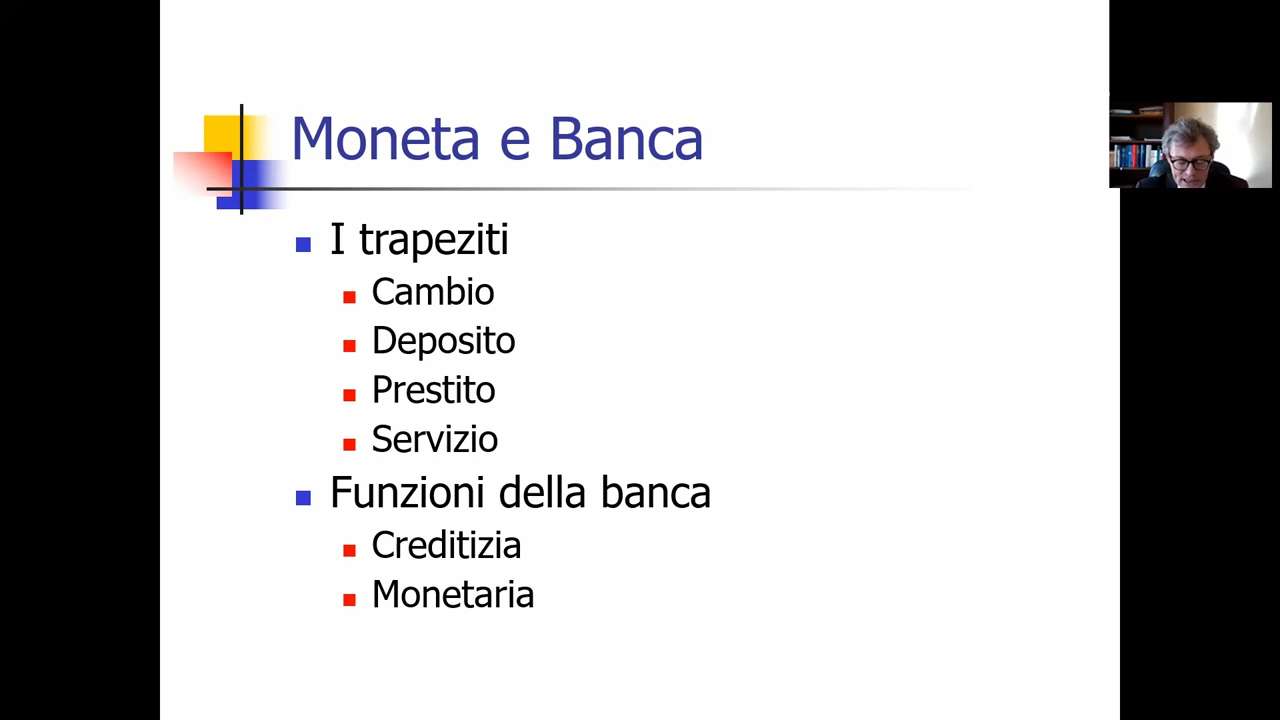 Moneta e Banca
I trapeziti
Cambio
Deposito
Prestito
Servizio
Funzioni della banca
Creditizia
Monetaria